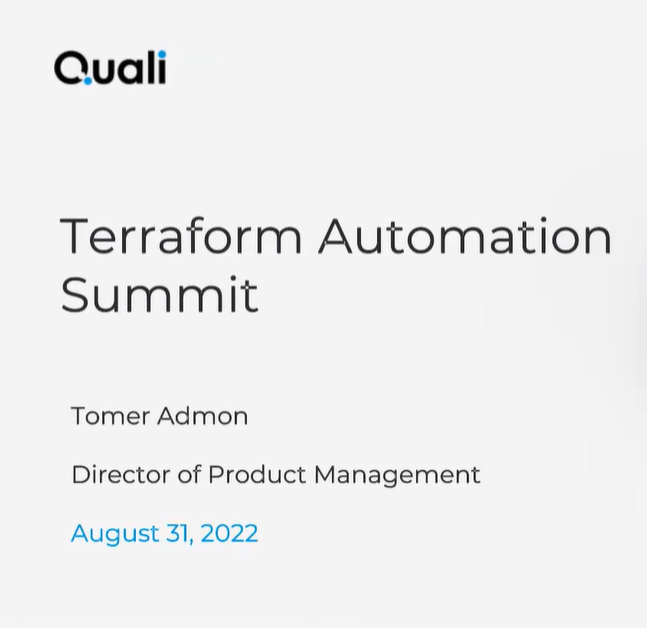 Quali
Terraform Automation
Summit
Tomer Admon
Director of Product Management
August 31, 2022